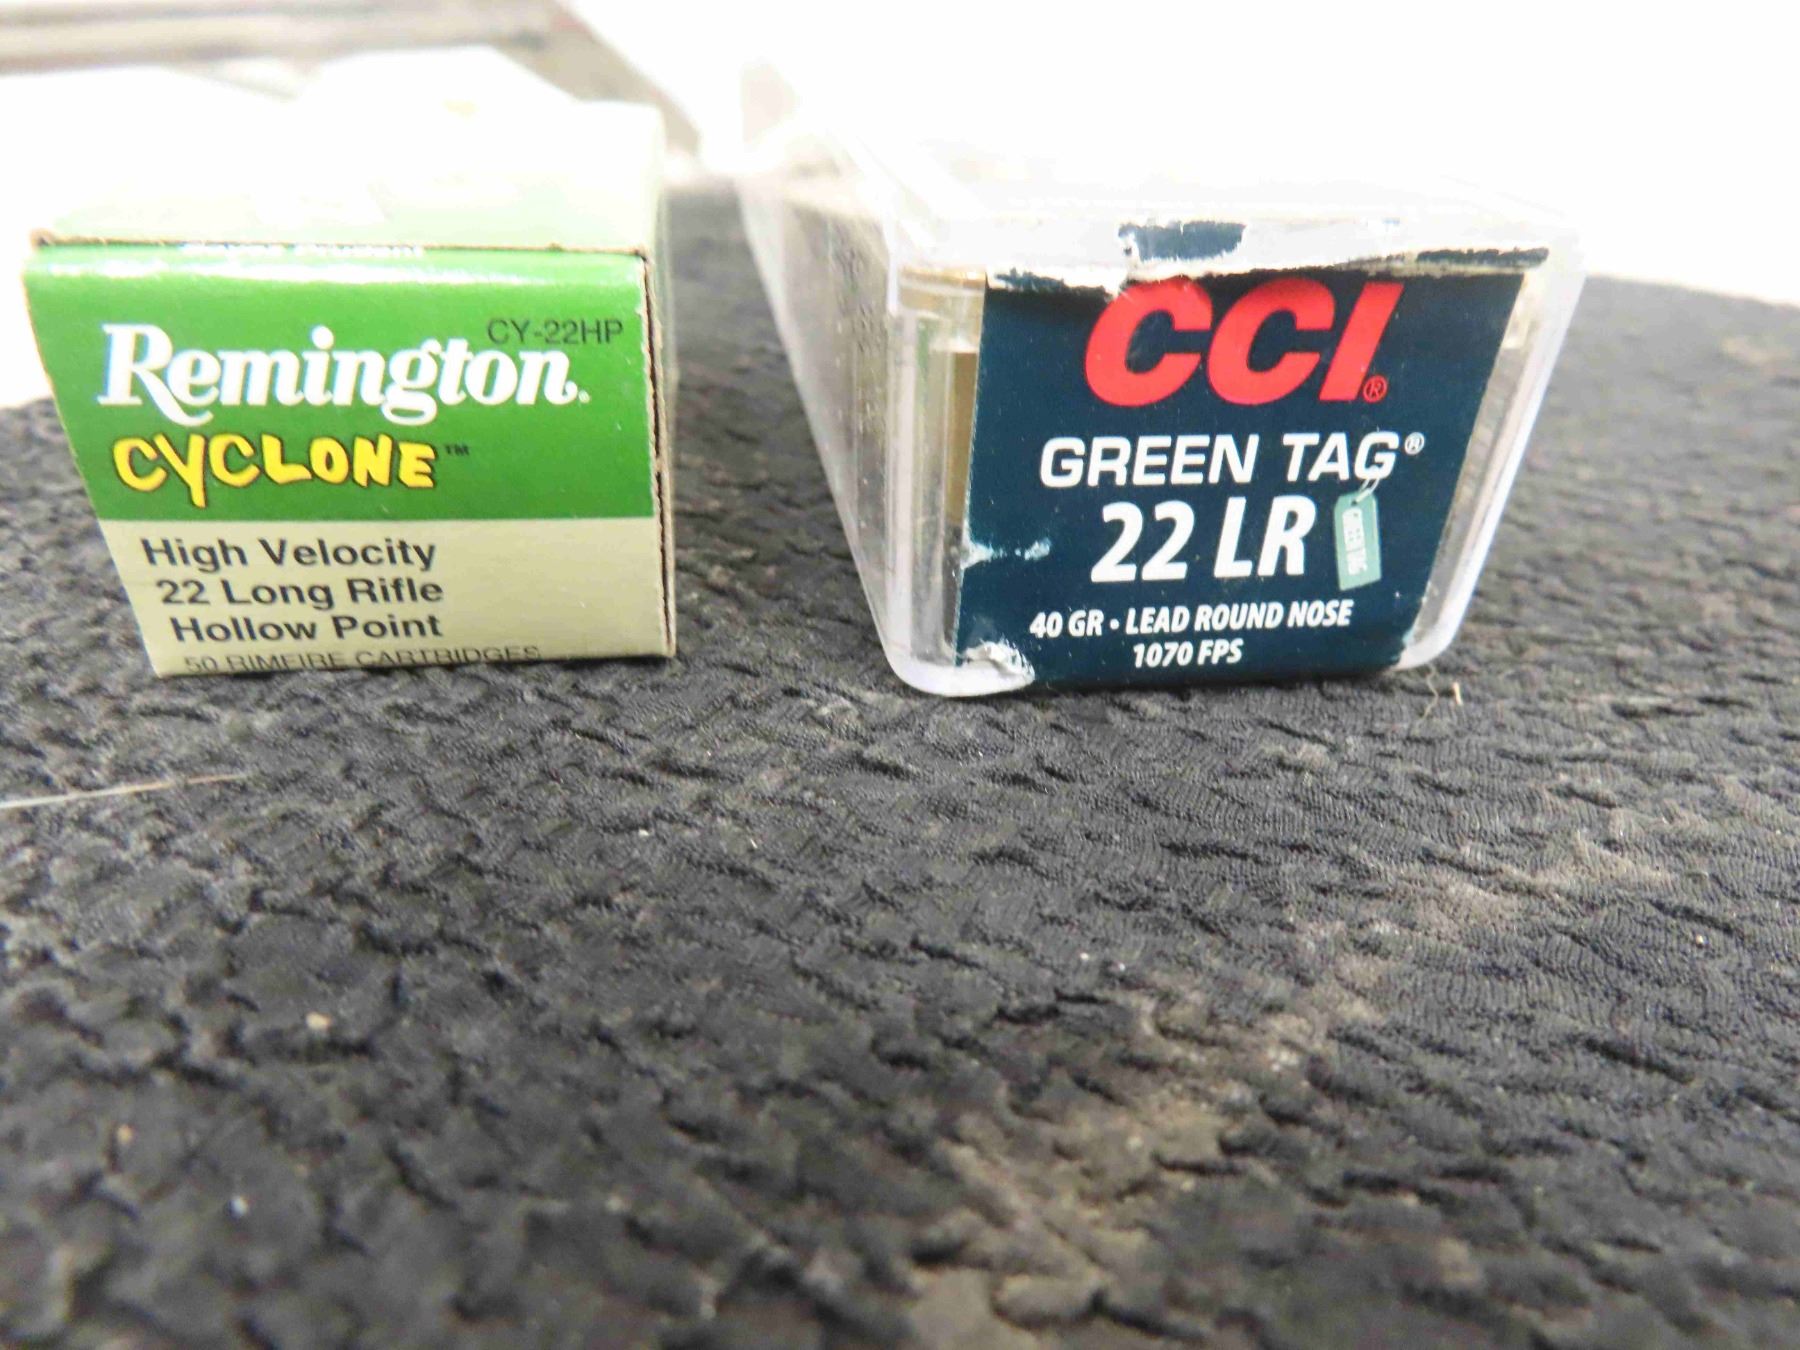 CY-22HP
Remington®
CYCLONE™
High Velocity
22 Long Rifle
Hollow Point
50 RIMFIRE CARTRIDGES
CCI®
GREEN TAG®
22 LR
40 GR • LEAD ROUND NOSE
1070 FPS